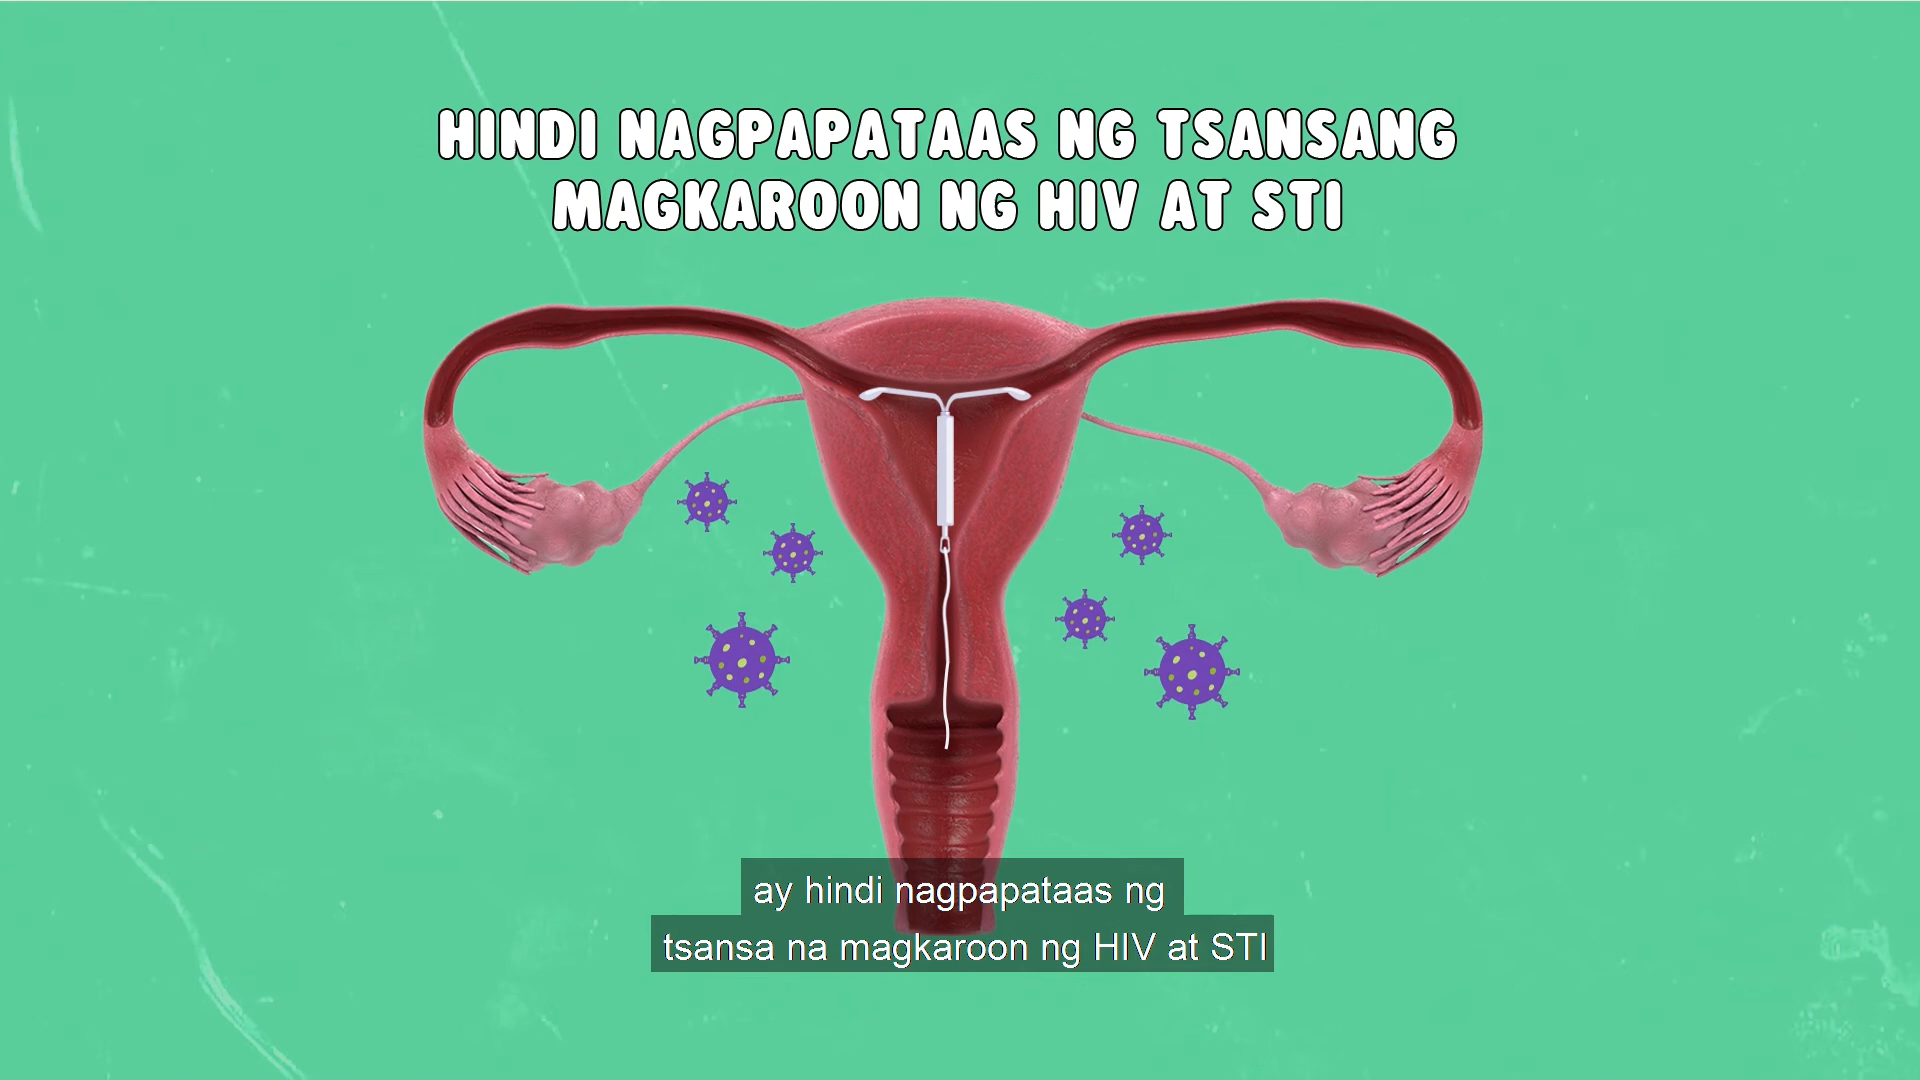 HINDI NAGPAPATAAS NG TSANSANG
MAGKAROON NG HIV AT STI
ay hindi nagpapataas ng
tsansa na magkaroon ng HIV at STI